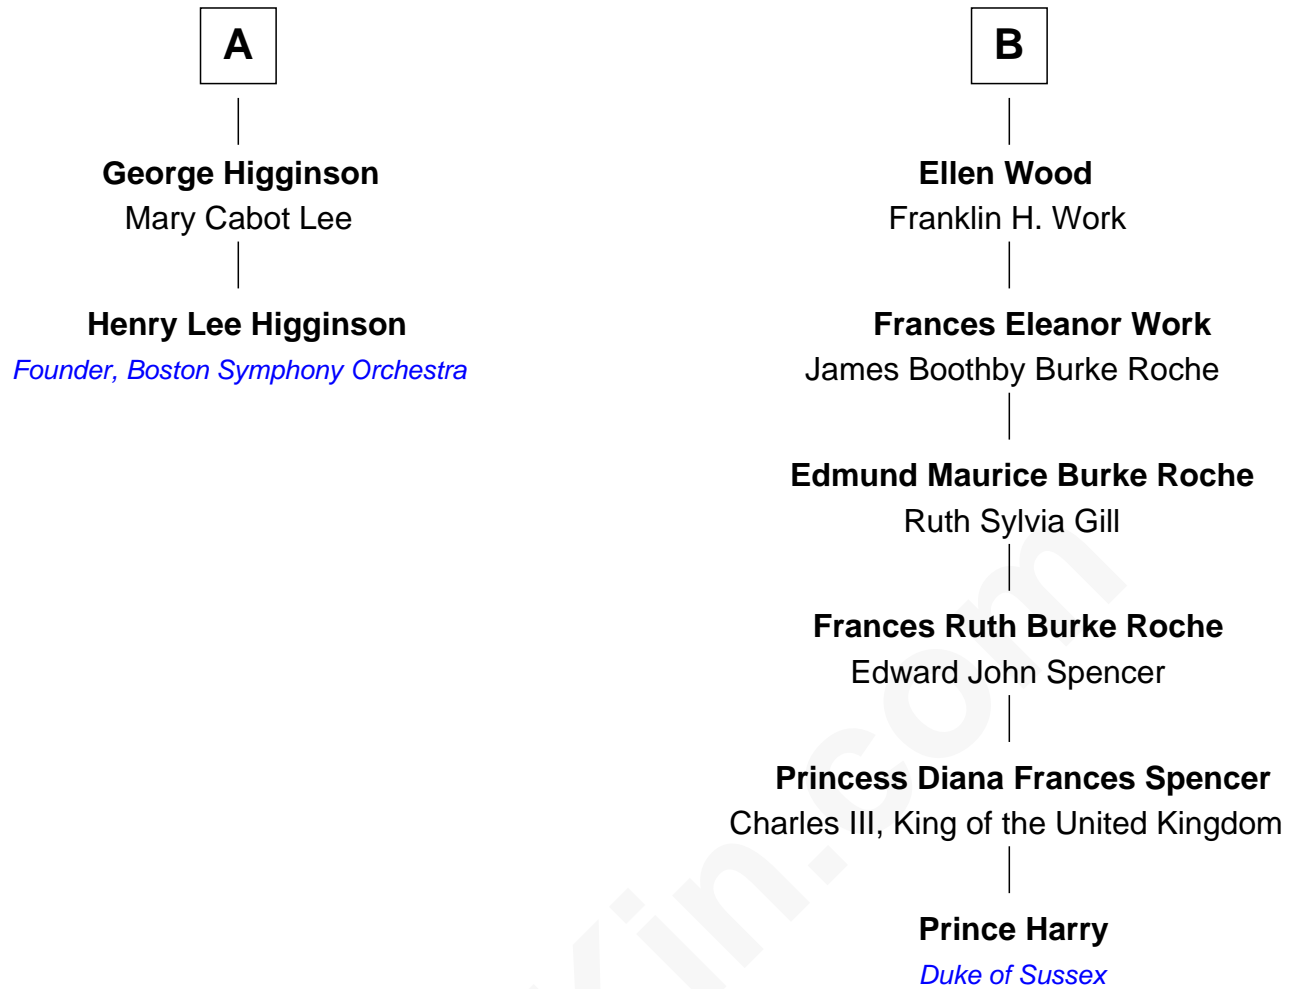 A
George Higginson
Mary Cabot Lee
Henry Lee Higginson
Founder, Boston Symphony Orchestra
B
Ellen Wood
Franklin H. Work
Frances Eleanor Work
James Boothby Burke Roche
Edmund Maurice Burke Roche
Ruth Sylvia Gill
Frances Ruth Burke Roche
Edward John Spencer
Princess Diana Frances Spencer
Charles III, King of the United Kingdom
Prince Harry
Duke of Sussex